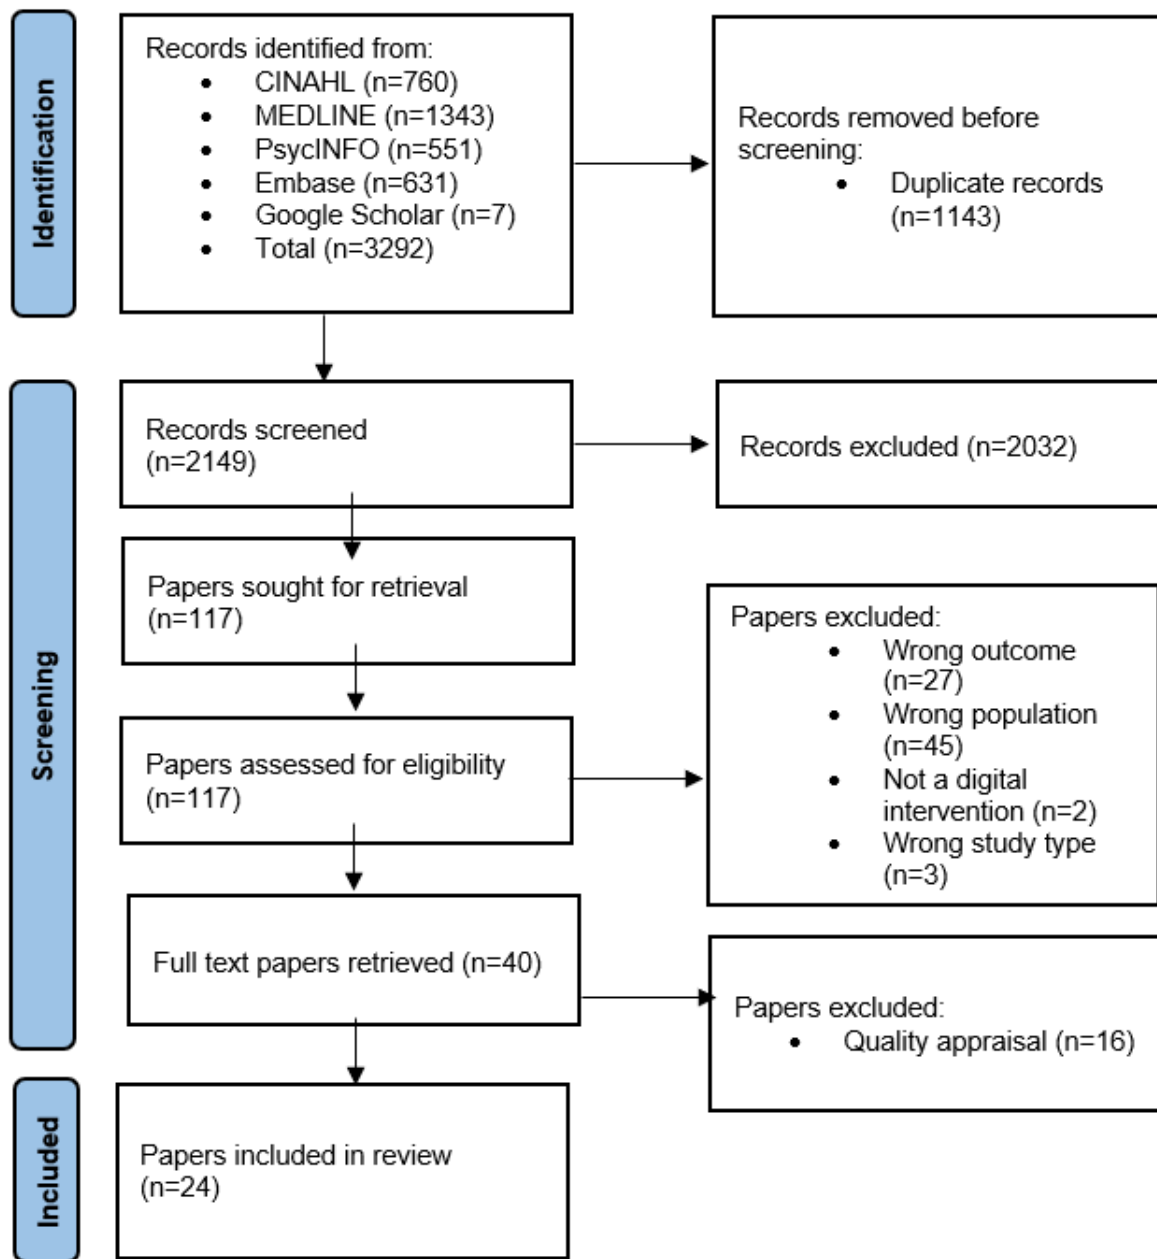 Identification
Records identified from:
• CINAHL (n=760)
• MEDLINE (n=1343)
• PsycINFO (n=551)
• Embase (n=631)
• Google Scholar (n=7)
• Total (n=3292)
Records removed before
screening:
• Duplicate records
(n=1143)
Screening
Records screened
(n=2149)
Records excluded (n=2032)
Papers sought for retrieval
(n=117)
Papers assessed for eligibility
(n=117)
Papers excluded:
• Wrong outcome
(n=27)
• Wrong population
(n=45)
• Not a digital
intervention (n=2)
• Wrong study type
(n=3)
Full text papers retrieved (n=40)
Papers excluded:
• Quality appraisal (n=16)
Included
Papers included in review
(n=24)